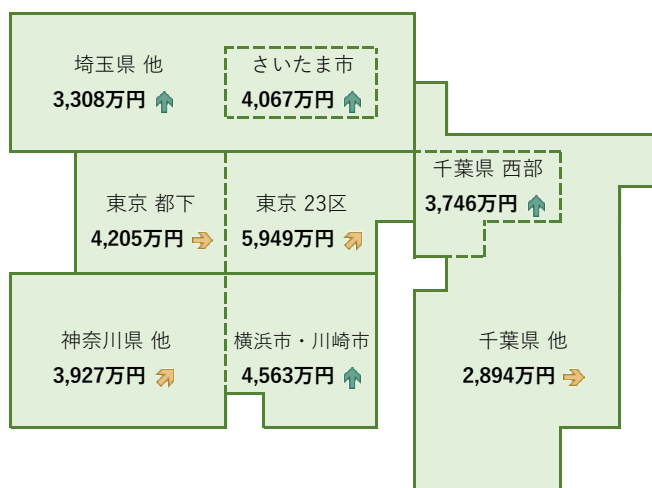 埼玉県 他
3,308万円
さいたま市
4,067万円
千葉県 西部
3,746万円
東京 都下
4,205万円
東京 23区
5,949万円
神奈川県 他
3,927万円
横浜市・川崎市
4,563万円
千葉県 他
2,894万円